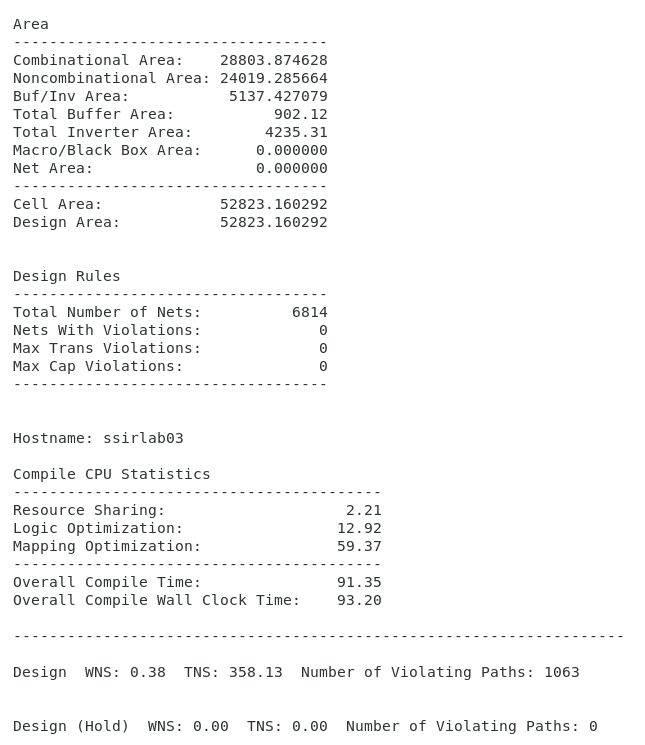 Area
-----------------------------------
Combinational Area:    28803.874628
Noncombinational Area: 24019.285664
Buf/Inv Area:           5137.427079
Total Buffer Area:           902.12
Total Inverter Area:        4235.31
Macro/Black Box Area:      0.000000
Net Area:                  0.000000
-----------------------------------
Cell Area:             52823.160292
Design Area:           52823.160292
Design Rules
-----------------------------------
Total Number of Nets:          6814
Nets With Violations:             0
Max Trans Violations:             0
Max Cap Violations:               0
-----------------------------------
Hostname: ssirlab03
Compile CPU Statistics
-----------------------------------------
Resource Sharing:                    2.21
Logic Optimization:                 12.92
Mapping Optimization:               59.37
-----------------------------------------
Overall Compile Time:               91.35
Overall Compile Wall Clock Time:    93.20
--------------------------------------------------------------------
Design  WNS: 0.38  TNS: 358.13  Number of Violating Paths: 1063
Design (Hold)  WNS: 0.00  TNS: 0.00  Number of Violating Paths: 0